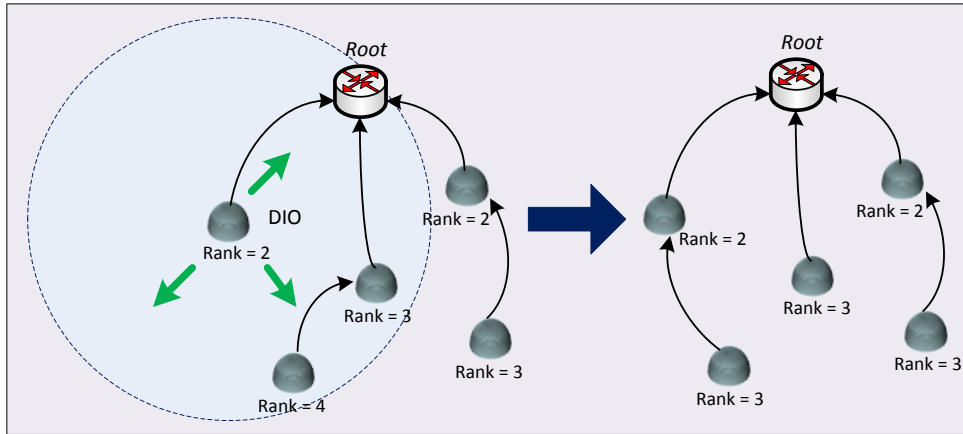 Root
DIO
Rank = 2
Rank = 2
Rank = 3
Rank = 3
Rank = 4
Root
Rank = 2
Rank = 2
Rank = 3
Rank = 3
Rank = 3